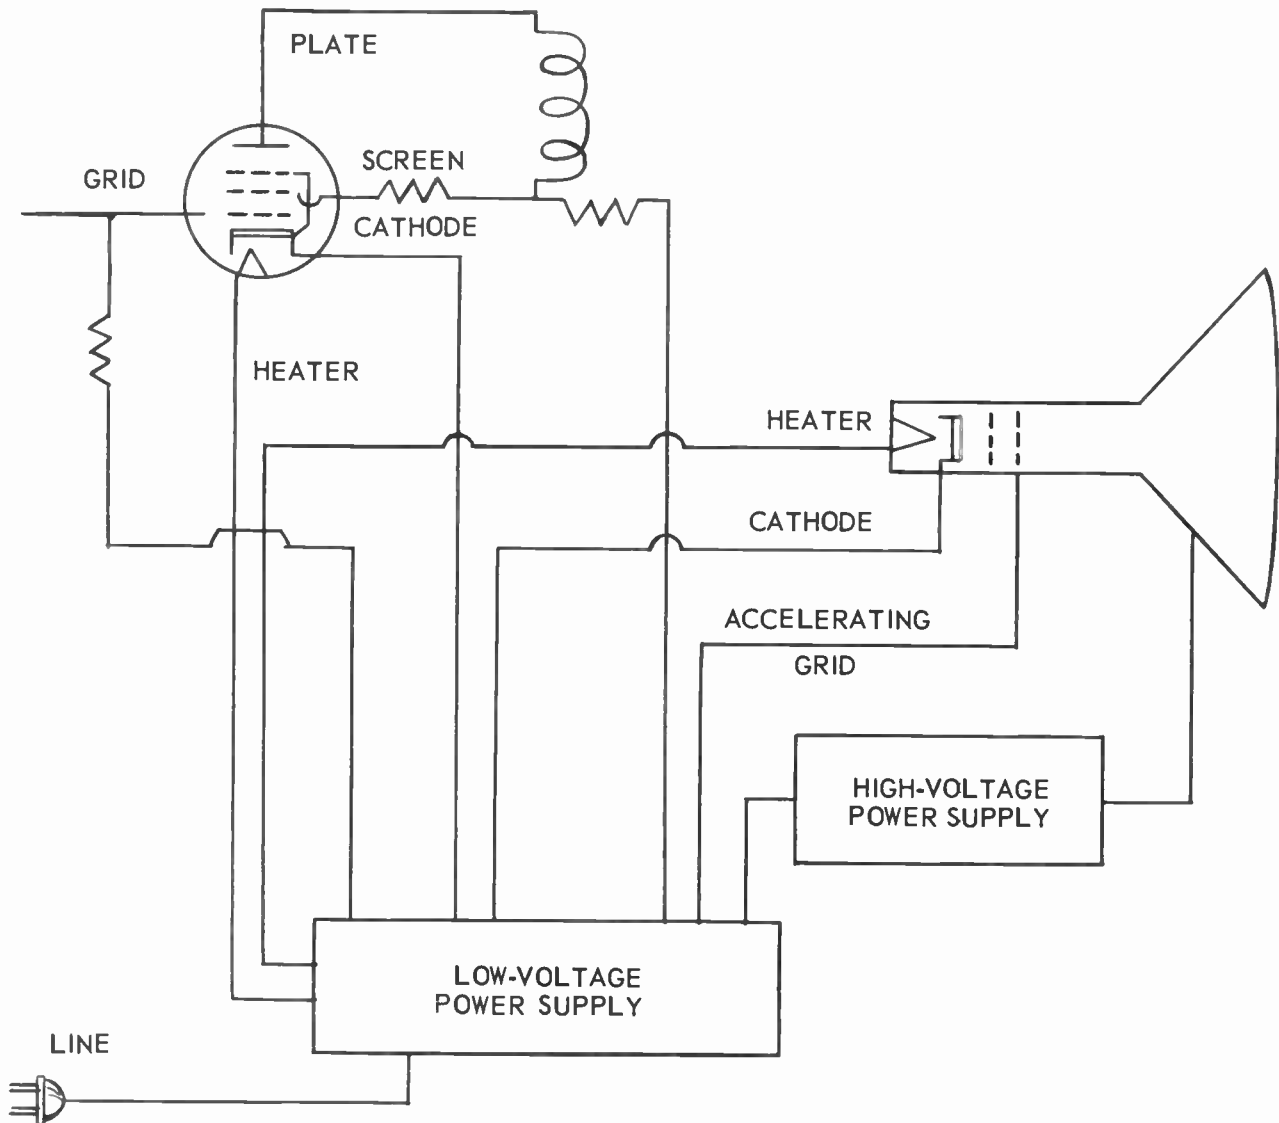 PLATE
SCREEN
GRID
CATHODE
HEATER
HEATER
CATHODE
ACCELERATING
GRID
HIGH-VOLTAGE
POWER SUPPLY
LOW-VOLTAGE
POWER SUPPLY
LINE